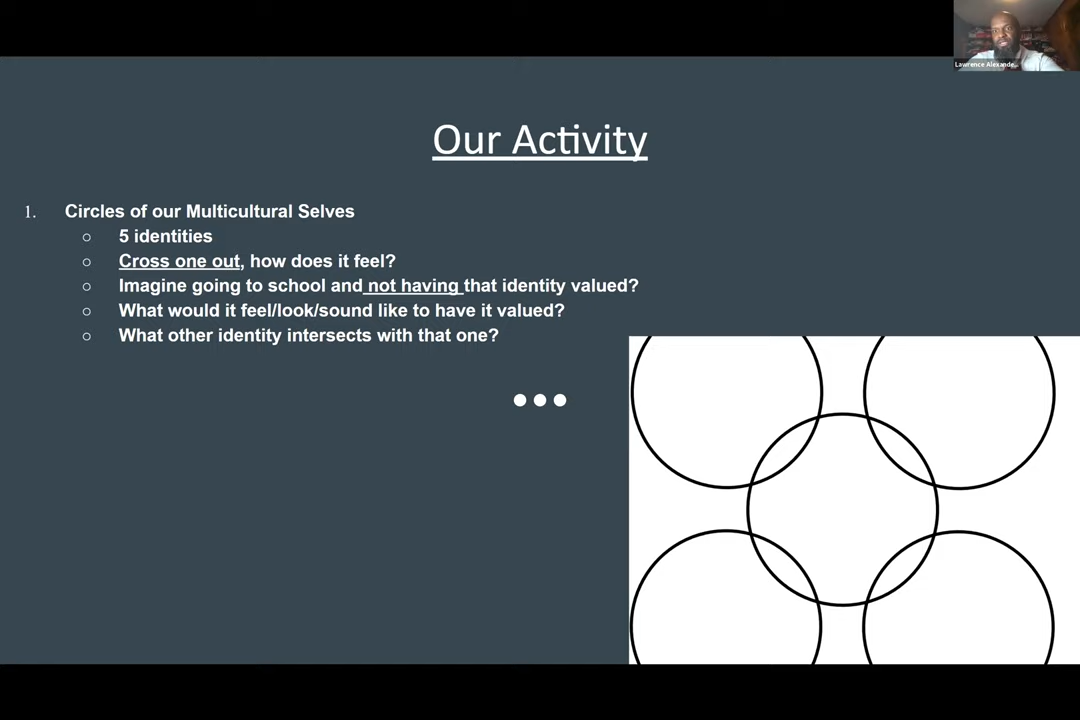 Lawrence Alexande...
Our Activity
1. Circles of our Multicultural Selves
○ 5 identities
○ Cross one out, how does it feel?
○ Imagine going to school and not having that identity valued?
○ What would it feel/look/sound like to have it valued?
○ What other identity intersects with that one?